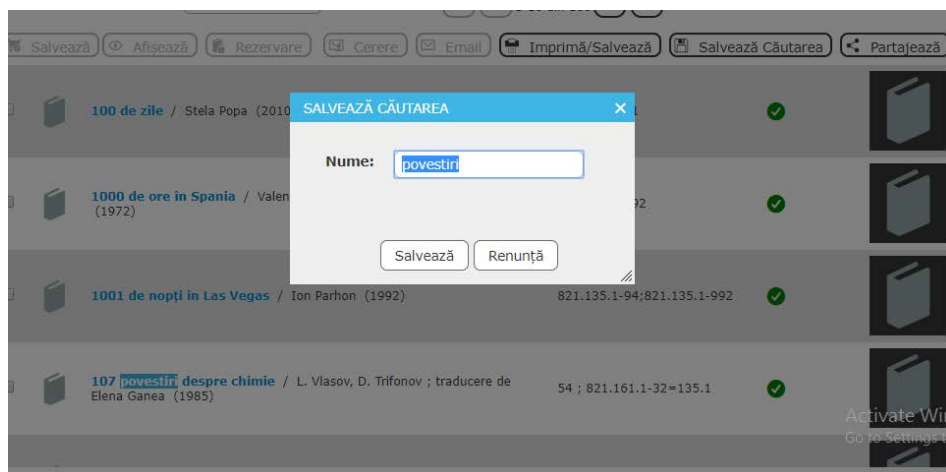 Salvează Afișează Rezervare Cerere Email Imprimă/Salvează Salvează Căutarea Partajează
SALVEAZĂ CĂUTAREA ×
100 de zile / Stela Popa (2010
Nume: povestiri
1000 de ore în Spania / Valen
(1972)
Salvează Renunță
1001 de nopți în Las Vegas / Ion Parhon (1992) 821.135.1-94;821.135.1-992
107 povestiri despre chimie / L. Vlasov, D. Trifonov ; traducere de
Elena Ganea (1985)
54 ; 821.161.1-32=135.1
Activate Wi
Go to Settings t